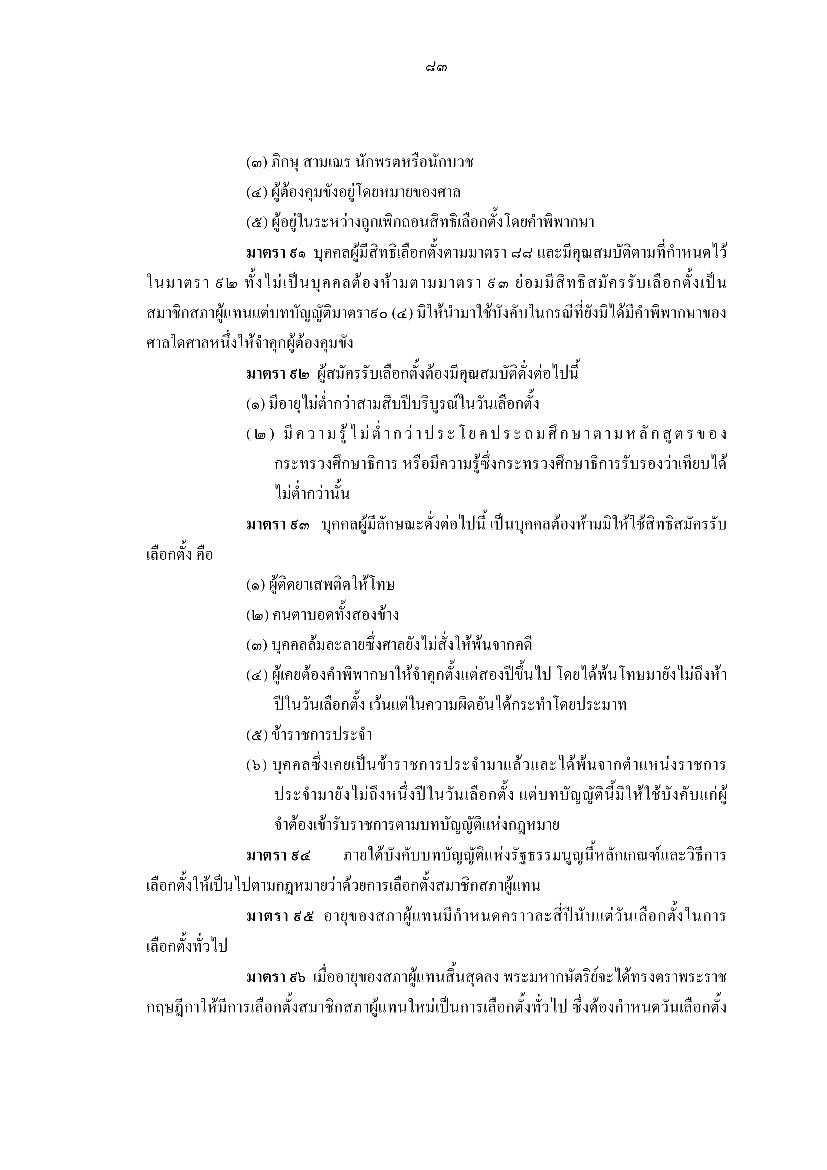 ๘๓
(๓) ภิกษุ สามเณร นักพรตหรือนักบวช
(๔) ผู้ต้องคุมขังอยู่โดยหมายของศาล
(๕) ผู้อยู่ในระหว่างถูกเพิกถอนสิทธิเลือกตั้งโดยคำพิพากษา
มาตรา ๙๑ บุคคลผู้มีสิทธิเลือกตั้งตามมาตรา ๘๘ และมีคุณสมบัติตามที่กำหนดไว้
ในมาตรา ๙๒ ทั้งไม่เป็นบุคคลต้องห้ามตามมาตรา ๙๓ ย่อมมีสิทธิสมัครรับเลือกตั้งเป็น
สมาชิกสภาผู้แทนแต่บทบัญญัติมาตรา๙๐ (๔) มิให้นำมาใช้บังคับในกรณีที่ยังมิได้มีคำพิพากษาของ
ศาลใดศาลหนึ่งให้จำคุกผู้ต้องคุมขัง
มาตรา ๙๒ ผู้สมัครรับเลือกตั้งต้องมีคุณสมบัติดั่งต่อไปนี้
(๑) มีอายุไม่ต่ำกว่าสามสิบปีบริบูรณ์ในวันเลือกตั้ง
(๒) มีความรู้ไม่ต่ำกว่าประโยคประถมศึกษาตามหลักสูตรของ
กระทรวงศึกษาธิการ หรือมีความรู้ซึ่งกระทรวงศึกษาธิการรับรองว่าเทียบได้
ไม่ต่ำกว่านั้น
มาตรา ๙๓ บุคคลผู้มีลักษณะดั่งต่อไปนี้ เป็นบุคคลต้องห้ามมิให้ใช้สิทธิสมัครรับ
เลือกตั้ง คือ
(๑) ผู้ติดยาเสพติดให้โทษ
(๒) คนตาบอดทั้งสองข้าง
(๓) บุคคลล้มละลายซึ่งศาลยังไม่สั่งให้พ้นจากคดี
(๔) ผู้เคยต้องคำพิพากษาให้จำคุกตั้งแต่สองปีขึ้นไป โดยได้พ้นโทษมายังไม่ถึงห้า
ปีในวันเลือกตั้ง เว้นแต่ในความผิดอันได้กระทำโดยประมาท
(๕) ข้าราชการประจำ
(๖) บุคคลซึ่งเคยเป็นข้าราชการประจำมาแล้วและได้พ้นจากตำแหน่งราชการ
ประจำมายังไม่ถึงหนึ่งปีในวันเลือกตั้ง แต่บทบัญญัตินี้มิให้ใช้บังคับแก่ผู้
จำต้องเข้ารับราชการตามบทบัญญัติแห่งกฎหมาย
มาตรา ๙๔ ภายใต้บังคับบทบัญญัติแห่งรัฐธรรมนูญนี้หลักเกณฑ์และวิธีการ
เลือกตั้งให้เป็นไปตามกฎหมายว่าด้วยการเลือกตั้งสมาชิกสภาผู้แทน
มาตรา ๙๕ อายุของสภาผู้แทนมีกำหนดคราวละสี่ปีนับแต่วันเลือกตั้งในการ
เลือกตั้งทั่วไป
มาตรา ๙๖ เมื่ออายุของสภาผู้แทนสิ้นสุดลง พระมหากษัตริย์จะได้ทรงตราพระราช
กฤษฎีกาให้มีการเลือกตั้งสมาชิกสภาผู้แทนใหม่เป็นการเลือกตั้งทั่วไป ซึ่งต้องกำหนดวันเลือกตั้ง